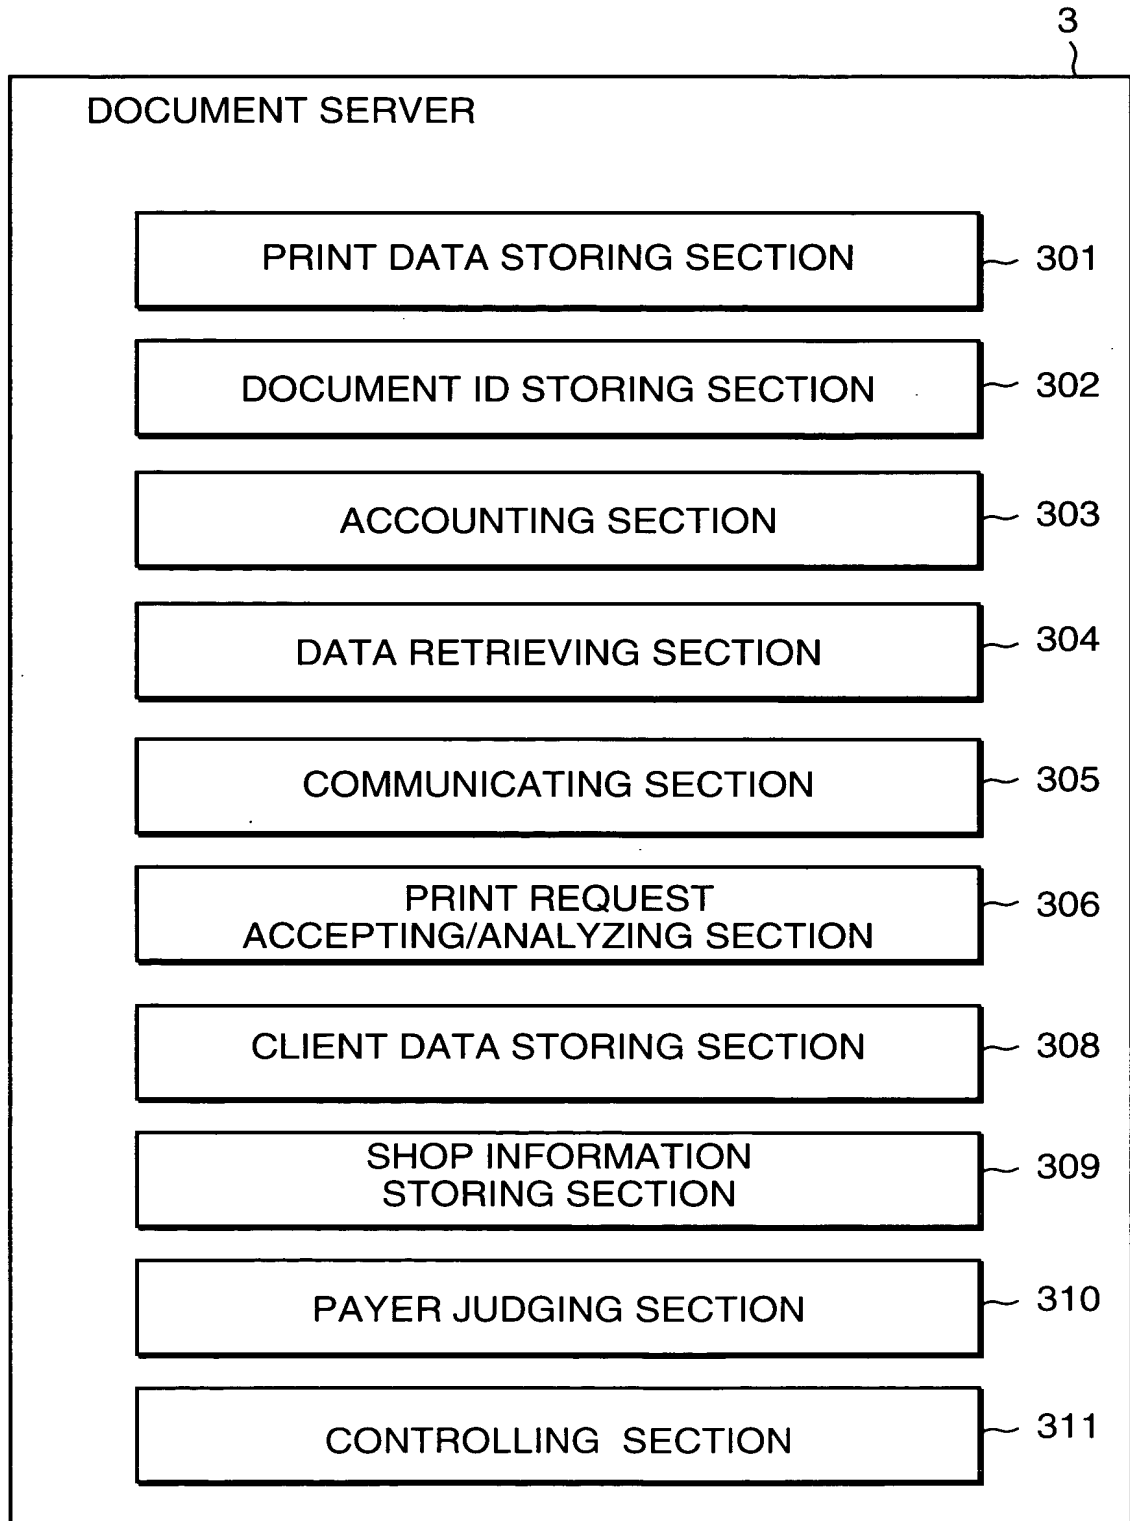 3
DOCUMENT SERVER
PRINT DATA STORING SECTION 301
DOCUMENT ID STORING SECTION 302
ACCOUNTING SECTION 303
DATA RETRIEVING SECTION 304
COMMUNICATING SECTION 305
PRINT REQUEST
ACCEPTING/ANALYZING SECTION 306
CLIENT DATA STORING SECTION 308
SHOP INFORMATION
STORING SECTION 309
PAYER JUDGING SECTION 310
CONTROLLING SECTION 311